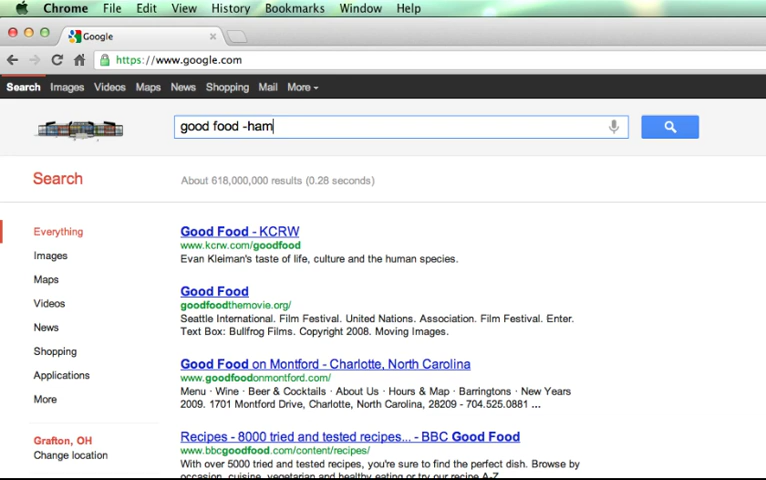 Chrome File Edit View History Bookmarks Window Help
Google
https://www.google.com
Search Images Videos Maps News Shopping Mail More
good food -ham
Search
About 618,000,000 results (0.28 seconds)
Everything
Images
Maps
Videos
News
Shopping
Applications
More
Grafton, OH
Change location
Good Food - KCRW
www.kcrw.com/goodfood
Evan Kleiman's taste of life, culture and the human species.
Good Food
goodfoodthemovie.org/
Seattle International. Film Festival. United Nations. Association. Film Festival. Enter.
Text Box: Bullfrog Films. Copyright 2008. Moving Images.
Good Food on Montford - Charlotte, North Carolina
www.goodfoodonmontford.com/
Menu · Wine · Beer & Cocktails · About Us · Hours & Map · Barringtons · New Years
2009. 1701 Montford Drive, Charlotte, North Carolina, 28209 - 704.525.0881 ...
Recipes - 8000 tried and tested recipes... - BBC Good Food
www.bbcgoodfood.com/content/recipes/
With over 5000 tried and tested recipes, you're sure to find the perfect dish. Browse by
occasion, cuisine, vegetarian and healthy eating or try our recipe A-Z